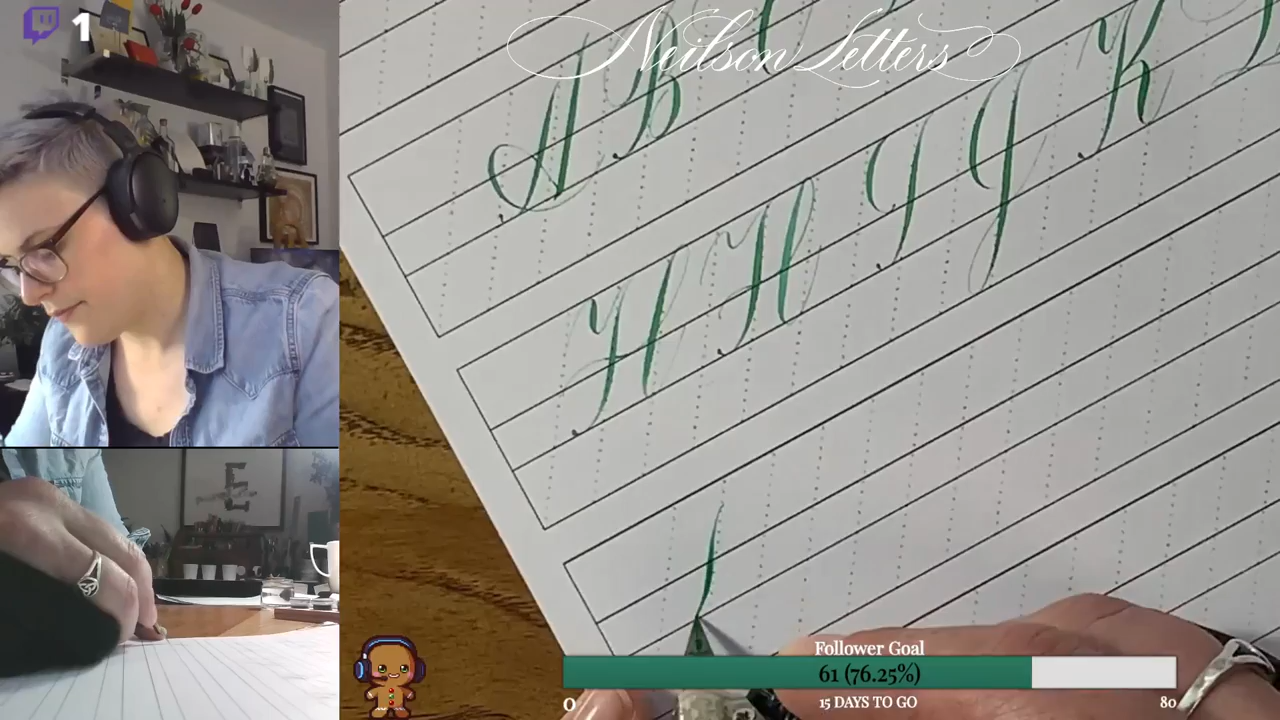 1
Neilson Letters
A B
H H I J K
Follower Goal
61 (76.25%)
0 15 DAYS TO GO 80